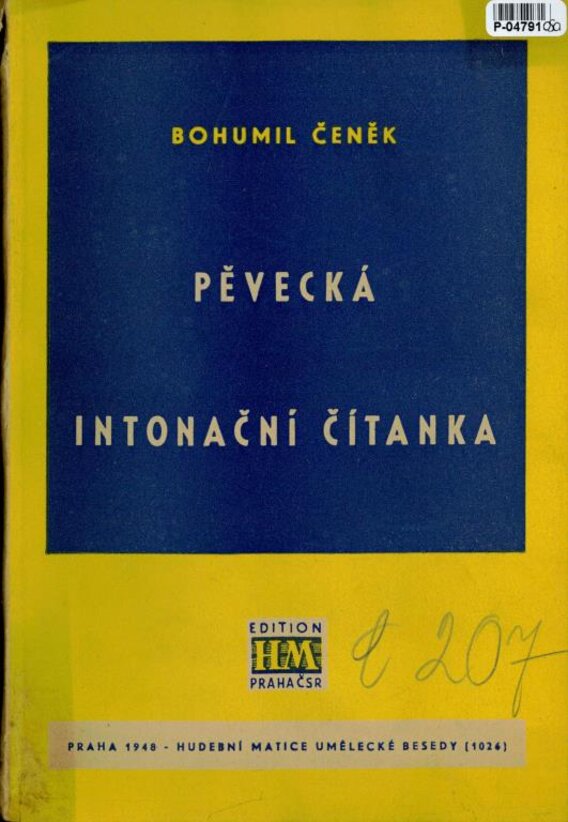 P-04791
BOHUMIL ČENĚK
PĚVECKÁ
INTONAČNÍ ČÍTANKA
EDITION
HM
PRAHA ČSR
207
PRAHA 1948 - HUDEBNÍ MATICE UMĚLECKÉ BESEDY (1026)